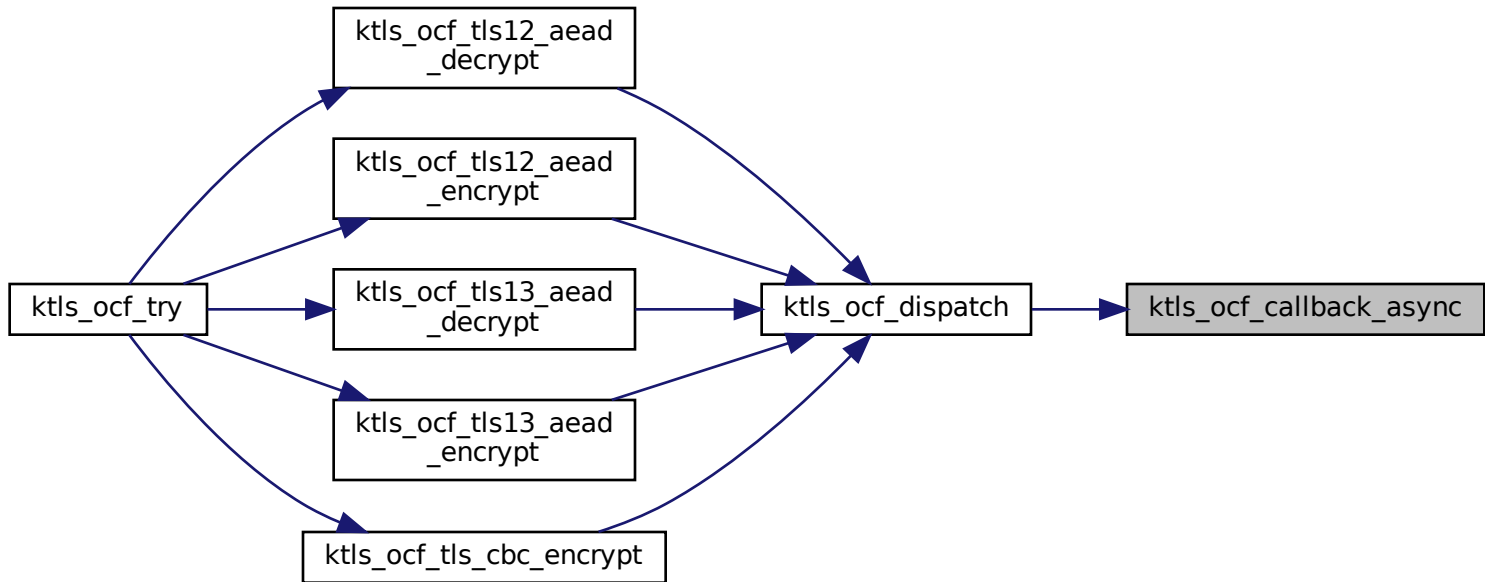 ktls_ocf_try
ktls_ocf_tls12_aead
_decrypt
ktls_ocf_tls12_aead
_encrypt
ktls_ocf_tls13_aead
_decrypt
ktls_ocf_tls13_aead
_encrypt
ktls_ocf_tls_cbc_encrypt
ktls_ocf_dispatch
ktls_ocf_callback_async